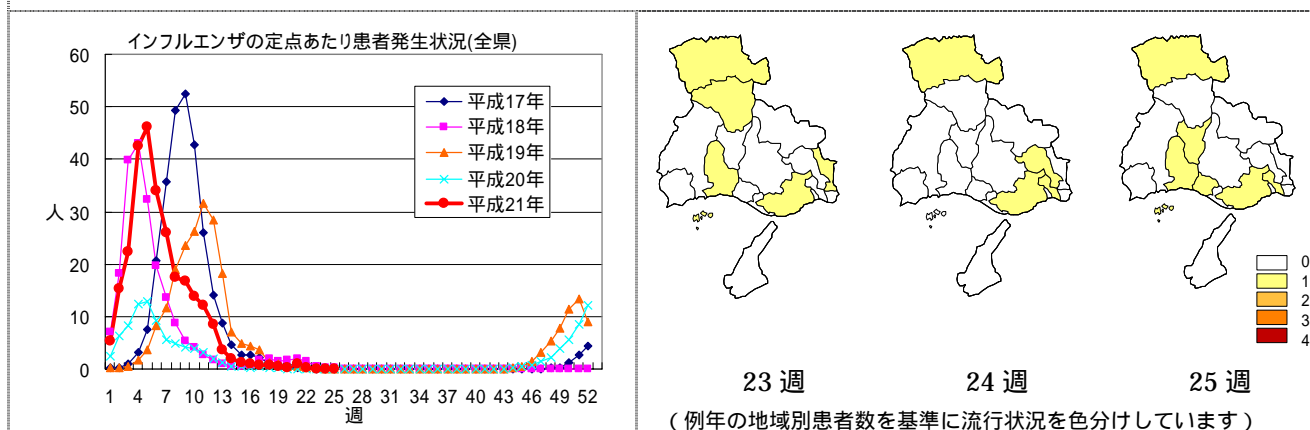 インフルエンザの定点あたり患者発生状況(全県)
60
50
40
30
20
10
0
人
平成17年
平成18年
平成19年
平成20年
平成21年
1 4 7 10 13 16 19 22 25 28 31 34 37 40 43 46 49 52
週
0
1
2
3
4
23 週
24 週
25 週
( 例年の地域別患者数を基準に流行状況を色分けしています )